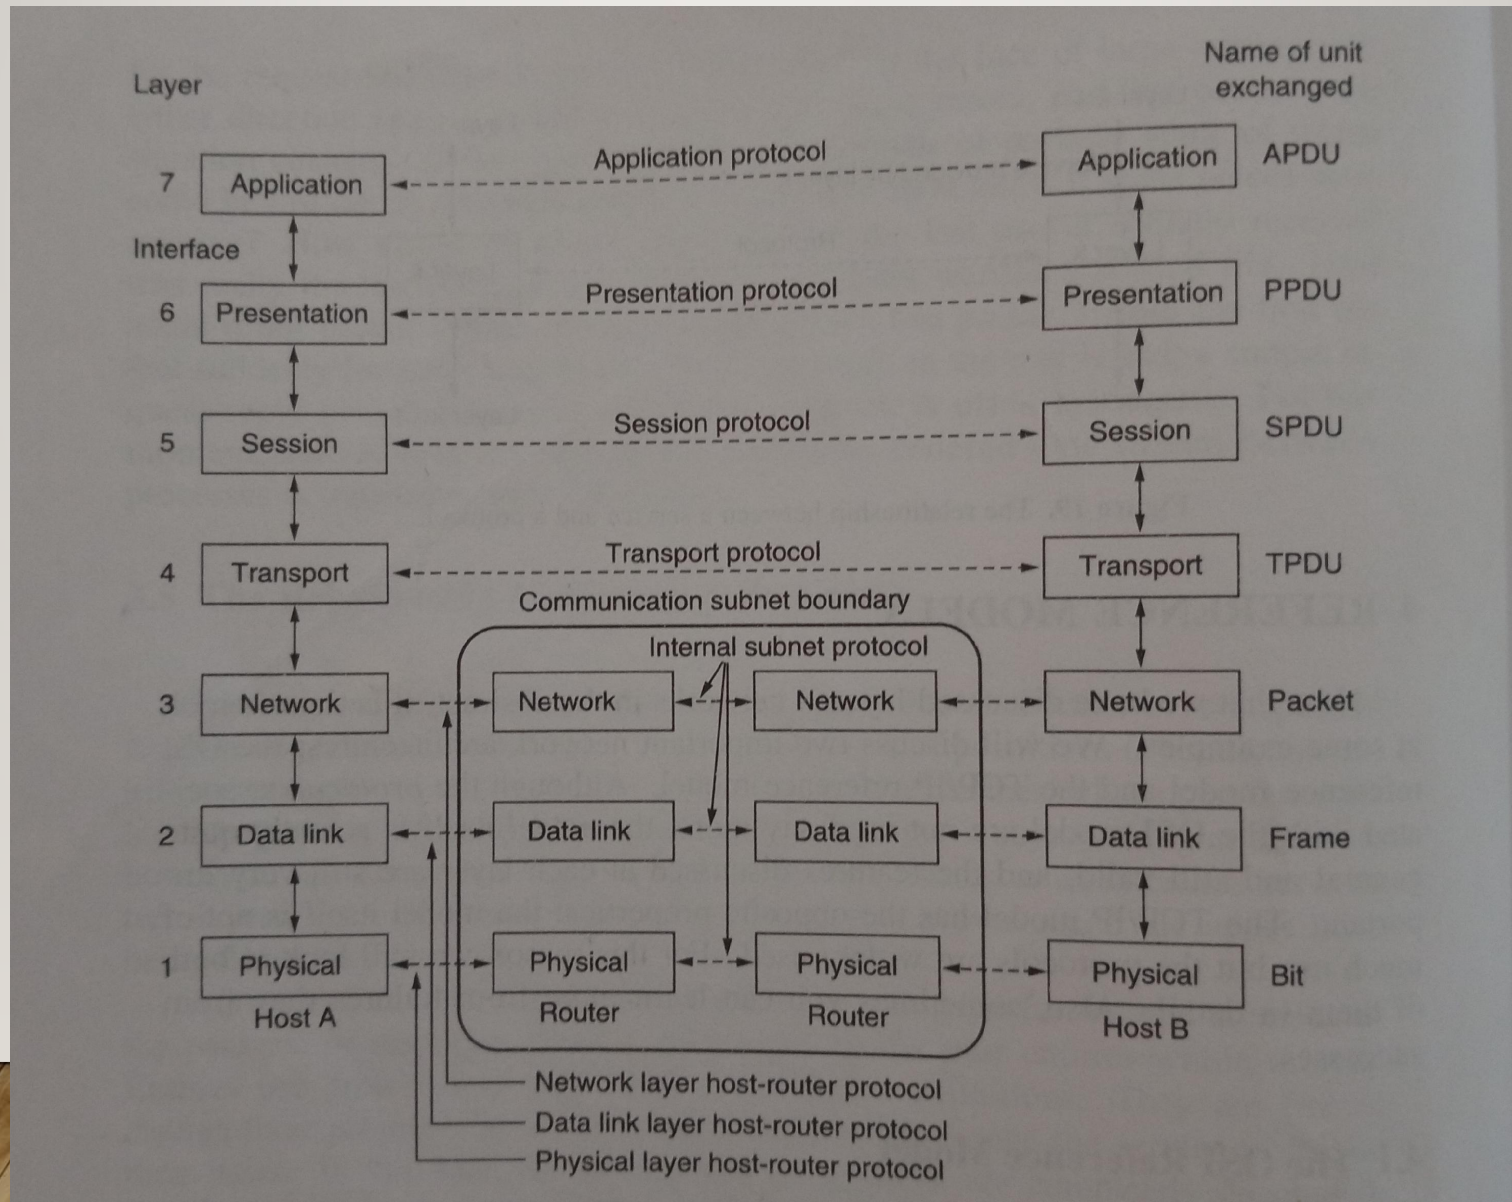 Layer
Name of unit
exchanged
7
Application
Application protocol
Application
APDU
Interface
6
Presentation
Presentation protocol
Presentation
PPDU
5
Session
Session protocol
Session
SPDU
4
Transport
Transport protocol
Transport
TPDU
Communication subnet boundary
Internal subnet protocol
3
Network
Network
Network
Network
Packet
2
Data link
Data link
Data link
Data link
Frame
1
Physical
Physical
Physical
Physical
Bit
Host A
Router
Router
Host B
Network layer host-router protocol
Data link layer host-router protocol
Physical layer host-router protocol